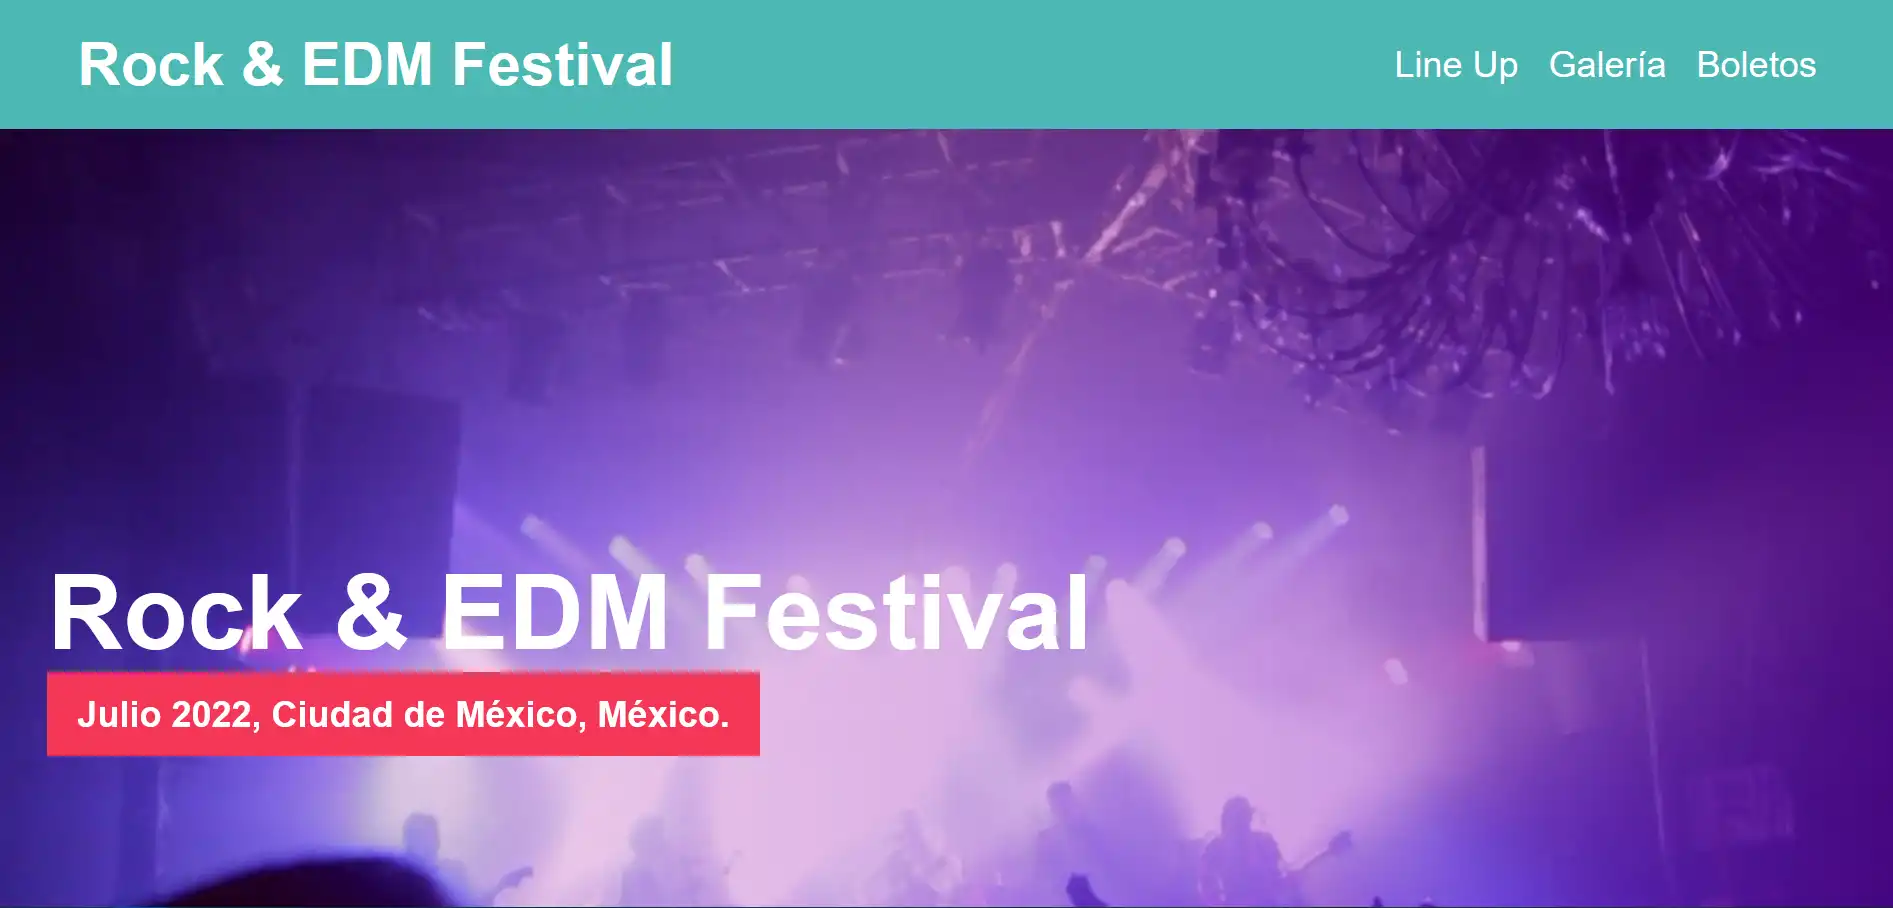 Rock & EDM Festival
Line Up Galería Boletos
Rock & EDM Festival
Julio 2022, Ciudad de México, México.